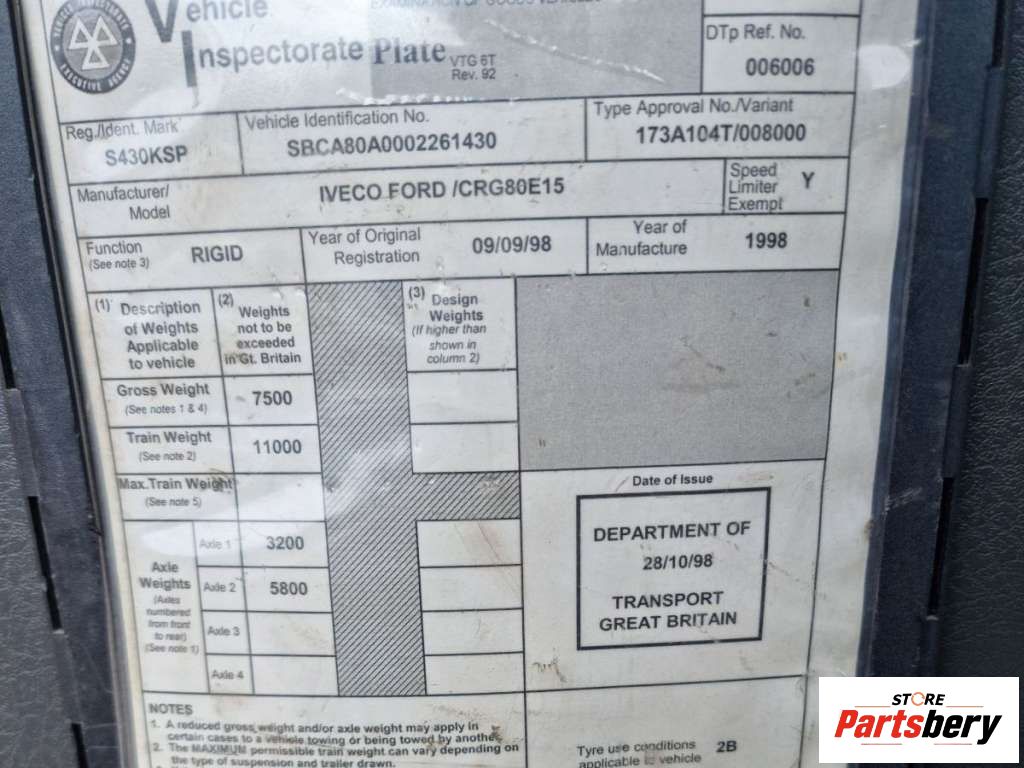 Vehicle
Inspectorate Plate VTG 6T
Rev. 92
EXECUTIVE AGENCY
DTp Ref. No.
006006
Reg./Ident. Mark
S430KSP
Vehicle Identification No.
SBCA80A0002261430
Type Approval No./Variant
173A104T/008000
Manufacturer/
Model
IVECO FORD /CRG80E15
Speed
Limiter
Exempt
Y
Function
(See note 3)
RIGID
Year of Original
Registration
09/09/98
Year of
Manufacture
1998
(1) Description
of Weights
Applicable
to vehicle
(2) Weights
not to be
exceeded
in Gt. Britain
(3) Design
Weights
(If higher than
shown in
column 2)
Gross Weight
(See notes 1 & 4)
7500
Train Weight
(See note 2)
11000
Max.Train Weight
(See note 5)
Axle
Weights
(Axles
numbered
from front
to rear)
(See note 1)
Axle 1
3200
Axle 2
5800
Axle 3
Axle 4
Date of Issue
DEPARTMENT OF
28/10/98
TRANSPORT
GREAT BRITAIN
NOTES
1. A reduced gross weight and/or axle weight may apply in
certain cases to a vehicle towing or being towed by another.
2. The MAXIMUM permissible train weight can vary depending on
the type of suspension and trailer drawn.
Tyre use conditions
applicable to vehicle
2B
STORE
Partsbery